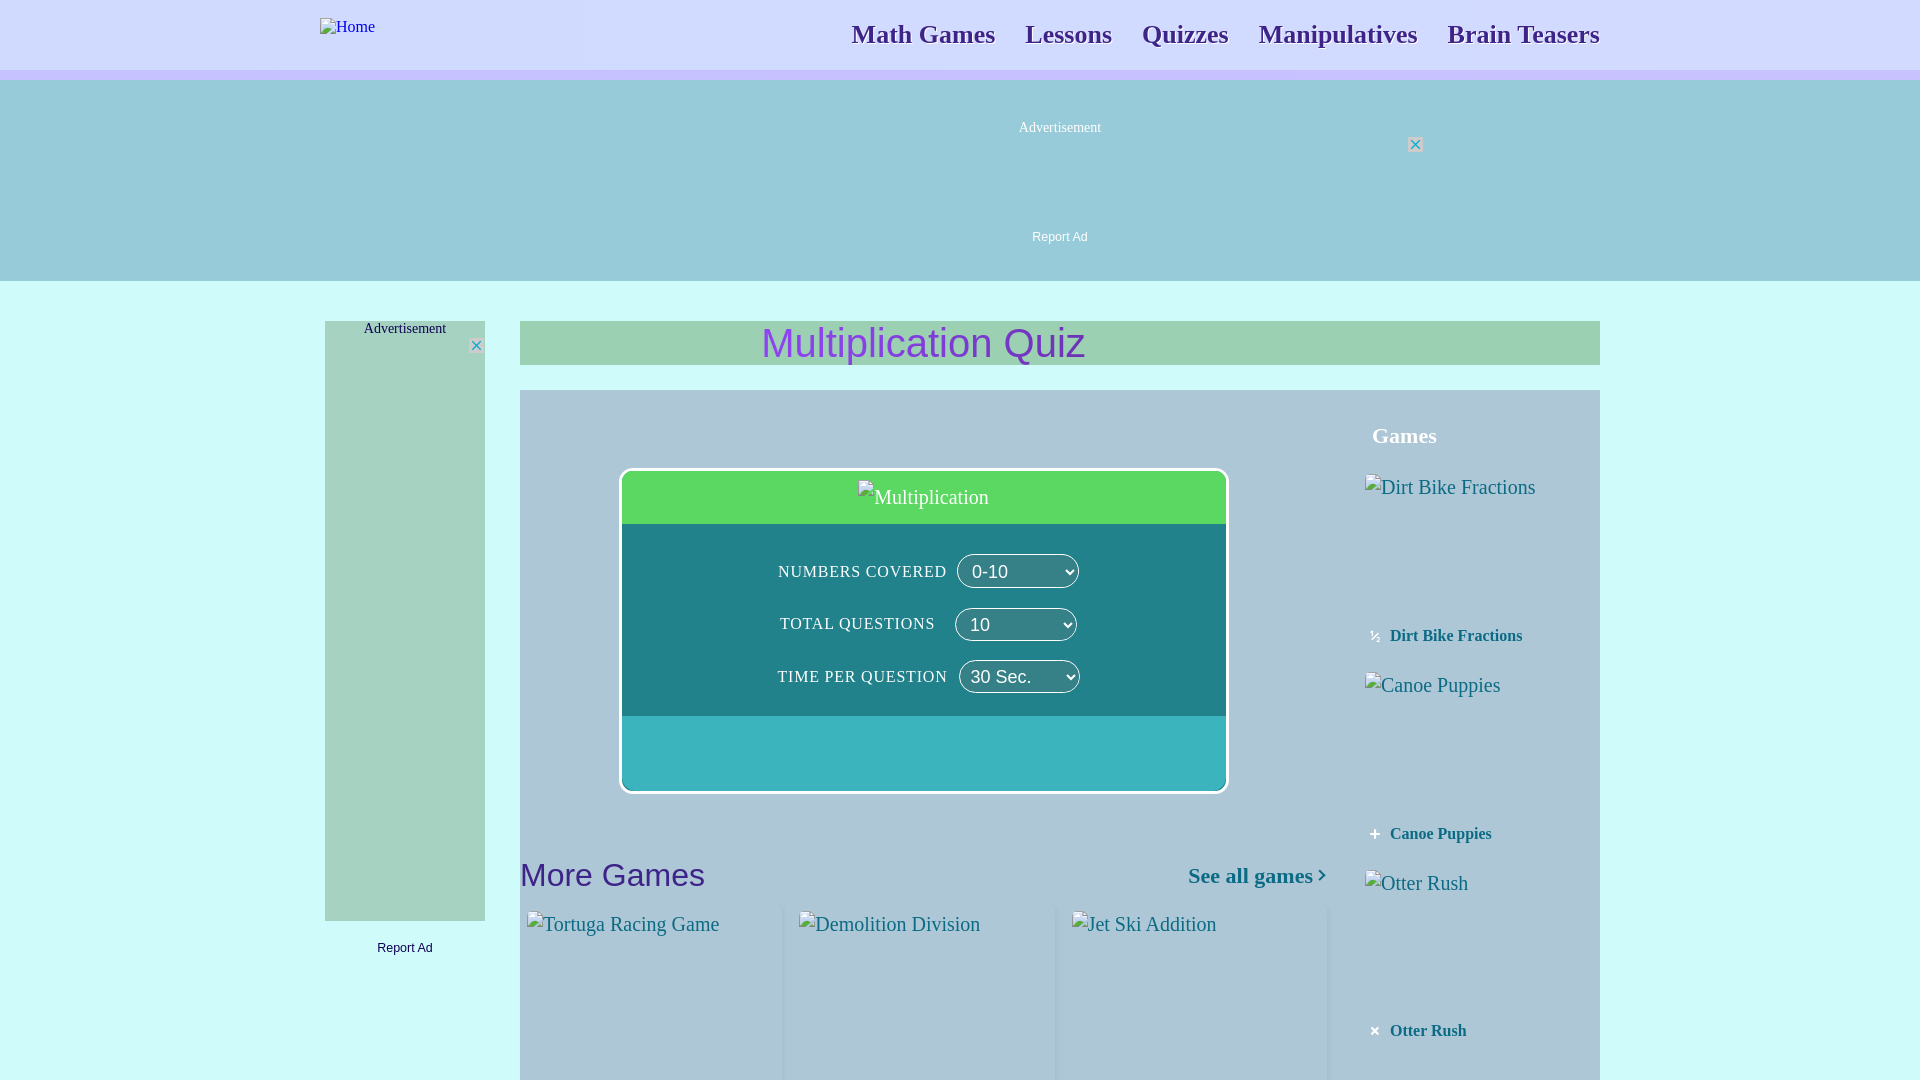 Home
Math Games
Lessons
Quizzes
Manipulatives
Brain Teasers
Advertisement
Report Ad
Advertisement
Report Ad
Multiplication Quiz
Multiplication
NUMBERS COVERED 0-10
TOTAL QUESTIONS 10
TIME PER QUESTION 30 Sec.
More Games
See all games
Tortuga Racing Game
Demolition Division
Jet Ski Addition
Games
Dirt Bike Fractions
½ Dirt Bike Fractions
Canoe Puppies
+ Canoe Puppies
Otter Rush
× Otter Rush